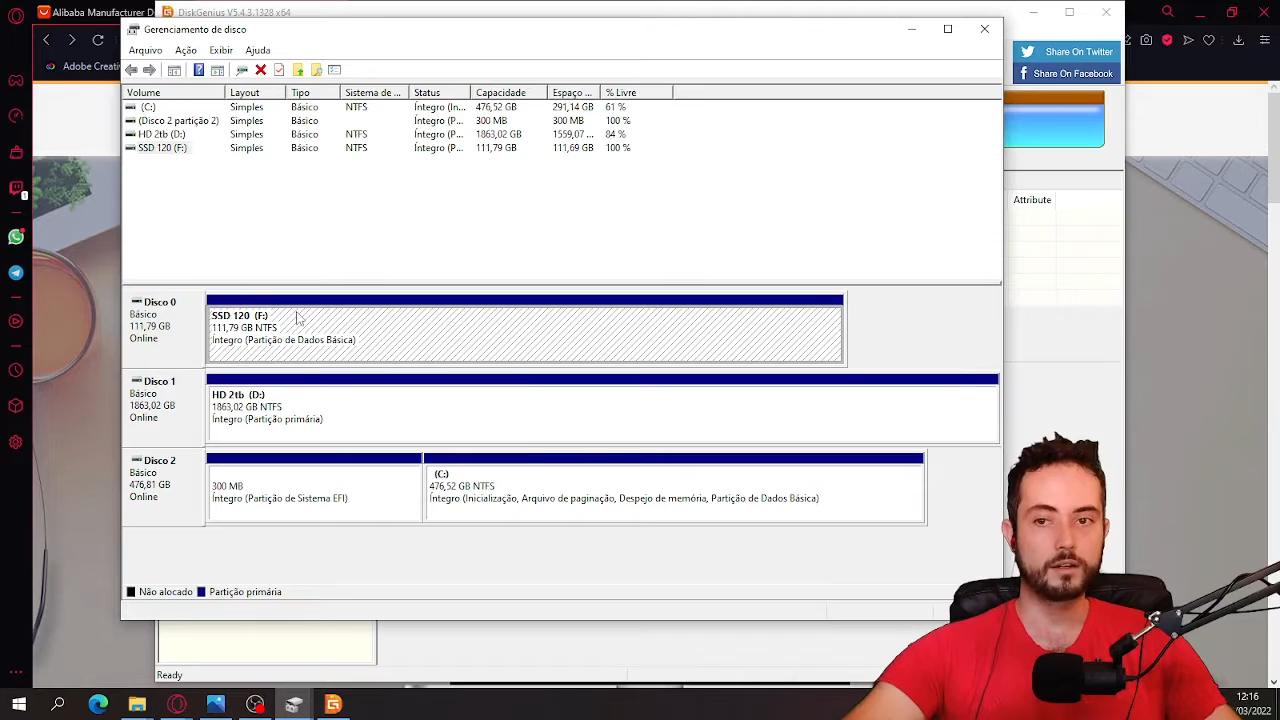 Alibaba Manufacturer D
DiskGenius V5.4.3.1328 x64
Gerenciamento de disco
Arquivo Ação Exibir Ajuda
Adobe Creati
Share On Twitter
Share On Facebook
Volume Layout Tipo Sistema de ... Status Capacidade Espaço ... % Livre
(C:) Simples Básico NTFS Íntegro (In... 476,52 GB 291,14 GB 61 %
(Disco 2 partição 2) Simples Básico Íntegro (P... 300 MB 300 MB 100 %
HD 2tb (D:) Simples Básico NTFS Íntegro (P... 1863,02 GB 1559,07 ... 84 %
SSD 120 (F:) Simples Básico NTFS Íntegro (P... 111,79 GB 111,69 GB 100 %
Attribute
1
Disco 0
Básico
111,79 GB
Online
SSD 120 (F:)
111,79 GB NTFS
Íntegro (Partição de Dados Básica)
Disco 1
Básico
1863,02 GB
Online
HD 2tb (D:)
1863,02 GB NTFS
Íntegro (Partição primária)
Disco 2
Básico
476,81 GB
Online
300 MB
Íntegro (Partição de Sistema EFI)
(C:)
476,52 GB NTFS
Íntegro (Inicialização, Arquivo de paginação, Despejo de memória, Partição de Dados Básica)
Não alocado Partição primária
Ready
12:16
/03/2022